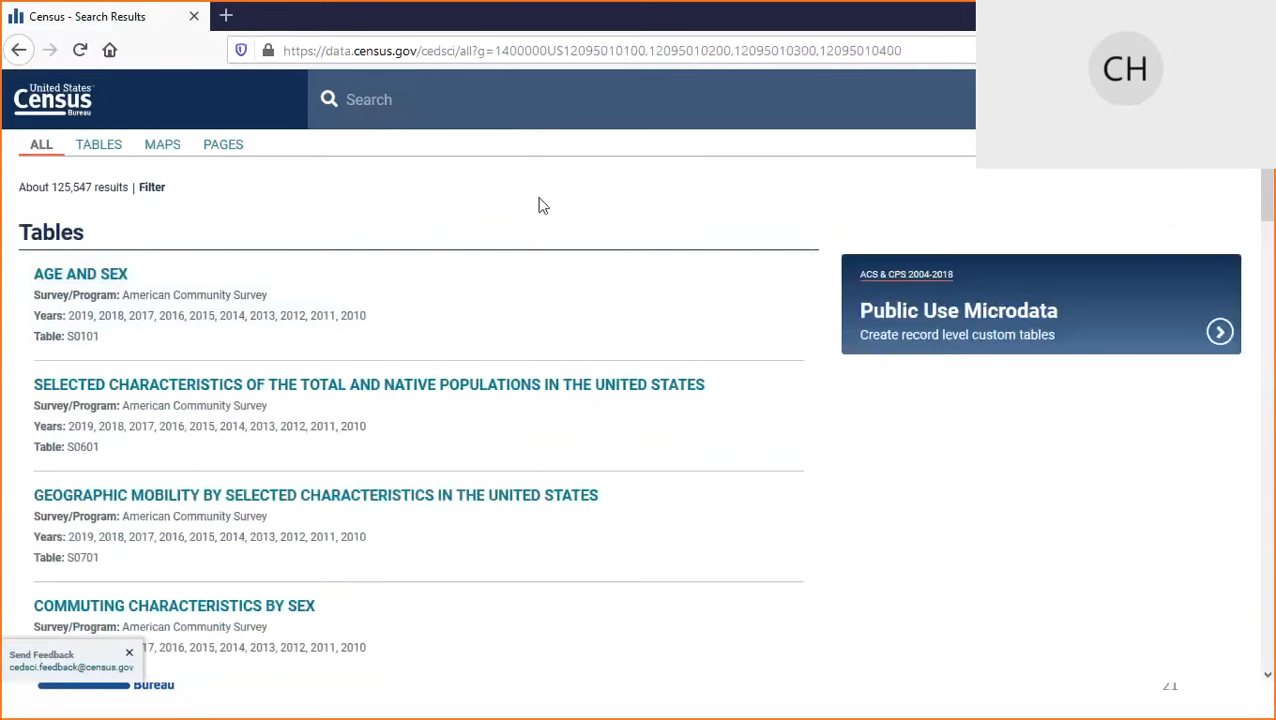 Census - Search Results
https://data.census.gov/cedsci/all?g=1400000US12095010100,12095010200,12095010300,12095010400
CH
United States
Census
Bureau
Search
ALL TABLES MAPS PAGES
About 125,547 results | Filter
Tables
AGE AND SEX
Survey/Program: American Community Survey
Years: 2019, 2018, 2017, 2016, 2015, 2014, 2013, 2012, 2011, 2010
Table: S0101
ACS & CPS 2004-2018
Public Use Microdata
Create record level custom tables
SELECTED CHARACTERISTICS OF THE TOTAL AND NATIVE POPULATIONS IN THE UNITED STATES
Survey/Program: American Community Survey
Years: 2019, 2018, 2017, 2016, 2015, 2014, 2013, 2012, 2011, 2010
Table: S0601
GEOGRAPHIC MOBILITY BY SELECTED CHARACTERISTICS IN THE UNITED STATES
Survey/Program: American Community Survey
Years: 2019, 2018, 2017, 2016, 2015, 2014, 2013, 2012, 2011, 2010
Table: S0701
COMMUTING CHARACTERISTICS BY SEX
Survey/Program: American Community Survey
17, 2016, 2015, 2014, 2013, 2012, 2011, 2010
Send Feedback
cedsci.feedback@census.gov
Bureau
21